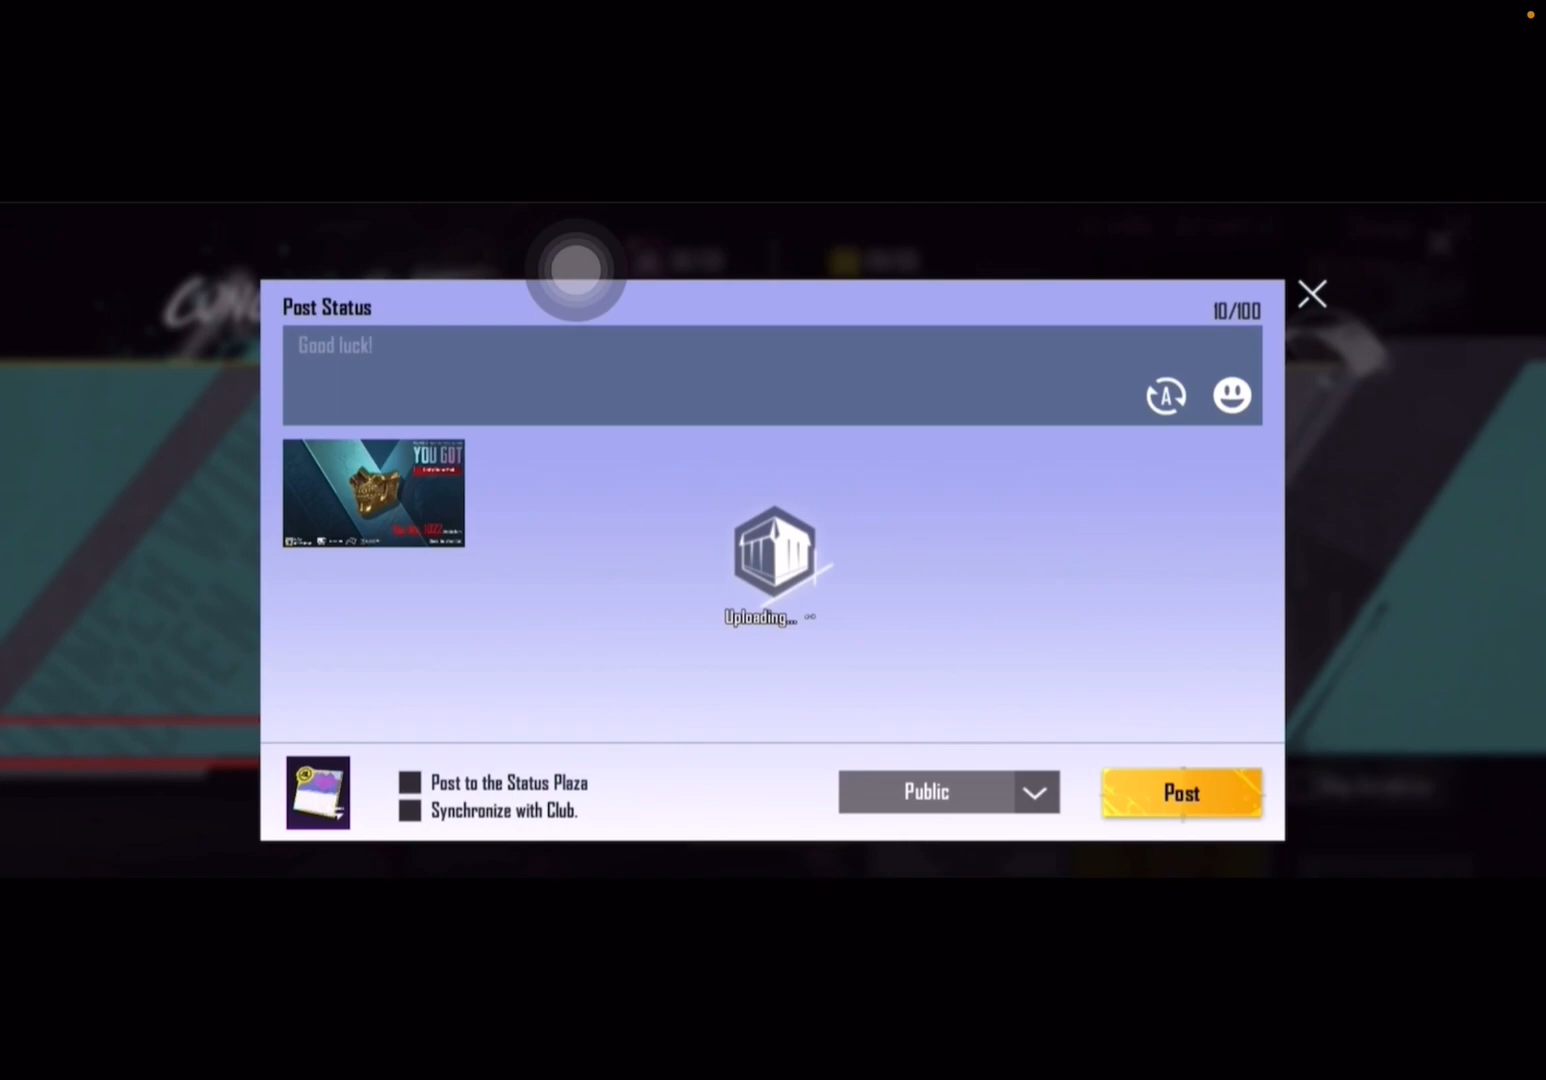 Post Status
10/100
Good luck!
YOU GOT
Uploading...
Post to the Status Plaza
Synchronize with Club.
Public
Post